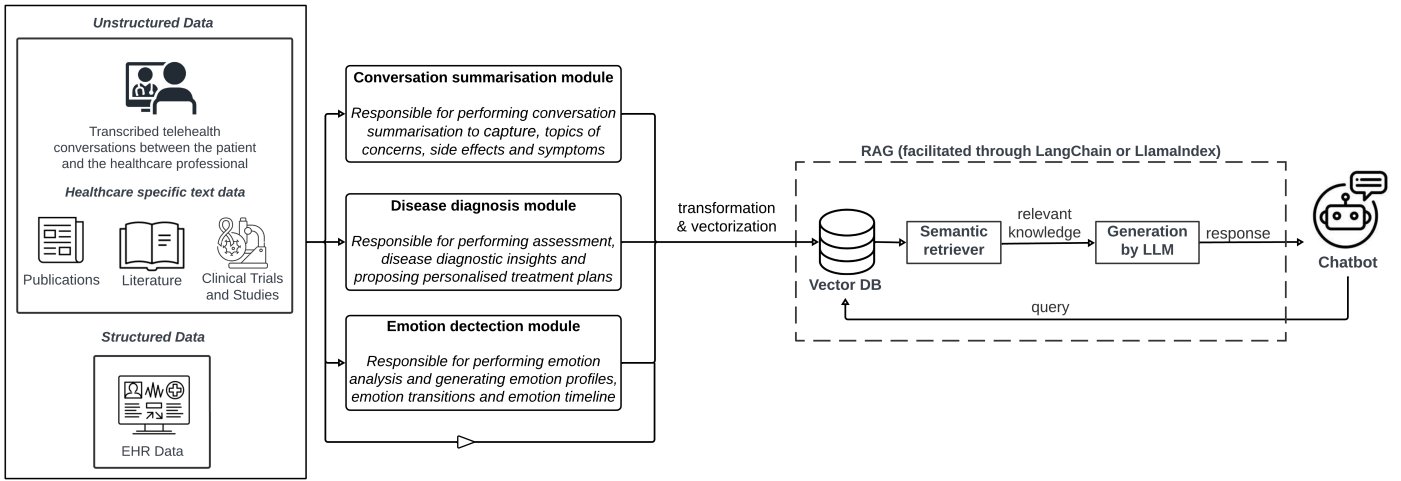 Unstructured Data
Transcribed telehealth
conversations between the patient
and the healthcare professional
Healthcare specific text data
Publications
Literature
Clinical Trials
and Studies
Structured Data
EHR Data
Conversation summarisation module
Responsible for performing conversation
summarisation to capture, topics of
concerns, side effects and symptoms
Disease diagnosis module
Responsible for performing assessment,
disease diagnostic insights and
proposing personalised treatment plans
Emotion dectection module
Responsible for performing emotion
analysis and generating emotion profiles,
emotion transitions and emotion timeline
transformation
& vectorization
RAG (facilitated through LangChain or LlamaIndex)
Vector DB
Semantic
retriever
relevant
knowledge
Generation
by LLM
response
Chatbot
query